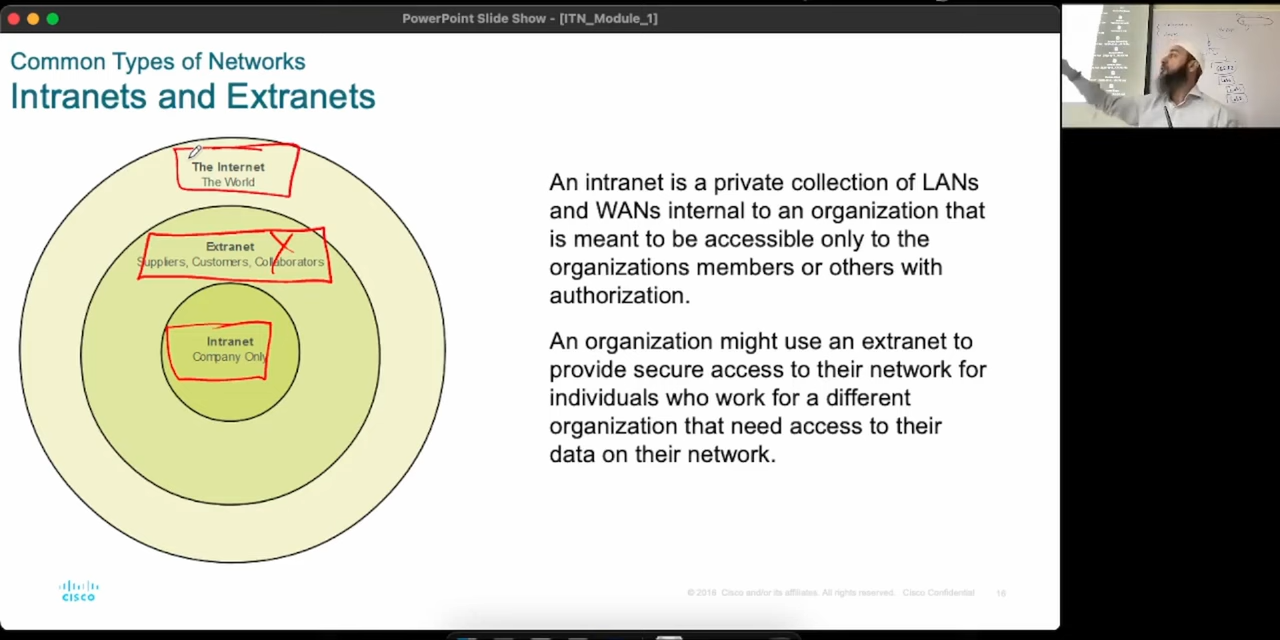 PowerPoint Slide Show - [ITN_Module_1]
Common Types of Networks
Intranets and Extranets
The Internet
The World
Extranet
Suppliers, Customers, Collaborators
Intranet
Company Only
An intranet is a private collection of LANs
and WANs internal to an organization that
is meant to be accessible only to the
organizations members or others with
authorization.
An organization might use an extranet to
provide secure access to their network for
individuals who work for a different
organization that need access to their
data on their network.
CISCO
© 2016 Cisco and/or its affiliates. All rights reserved. Cisco Confidential
16